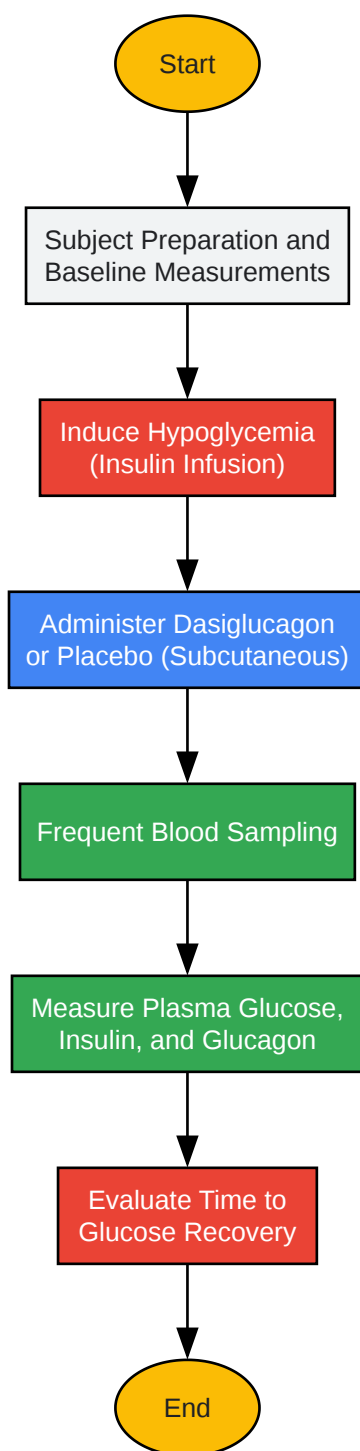 Start
Subject Preparation and
Baseline Measurements
Induce Hypoglycemia
(Insulin Infusion)
Administer Dasiglucagon
or Placebo (Subcutaneous)
Frequent Blood Sampling
Measure Plasma Glucose,
Insulin, and Glucagon
Evaluate Time to
Glucose Recovery
End